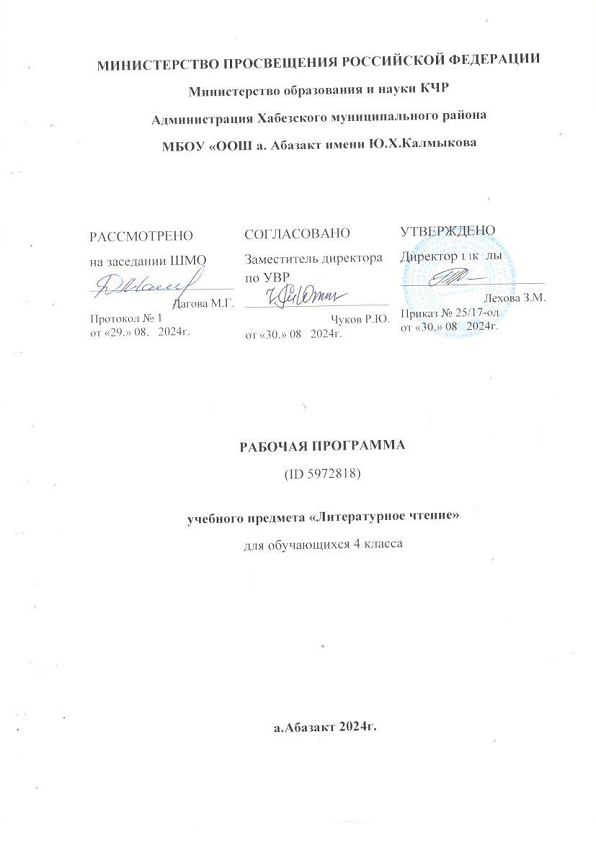 МИНИСТЕРСТВО ПРОСВЕЩЕНИЯ РОССИЙСКОЙ ФЕДЕРАЦИИ
Министерство образования и науки КЧР
Администрация Хабезского муниципального района
МБОУ «ООШ а. Абазакт имени Ю.Х.Калмыкова
РАССМОТРЕНО
на заседании ШМО
Дагова М.Г.
Протокол № 1
от «29.» 08. 2024г.
СОГЛАСОВАНО
Заместитель директора
по УВР
Чуков Р.Ю.
от «30.» 08 2024г.
УТВЕРЖДЕНО
Директор
Лехова З.М.
Приказ № 25/17-од
от «30.» 08 2024г.
РАБОЧАЯ ПРОГРАММА
(ID 5972818)
учебного предмета «Литературное чтение»
для обучающихся 4 класса
а.Абазакт 2024г.